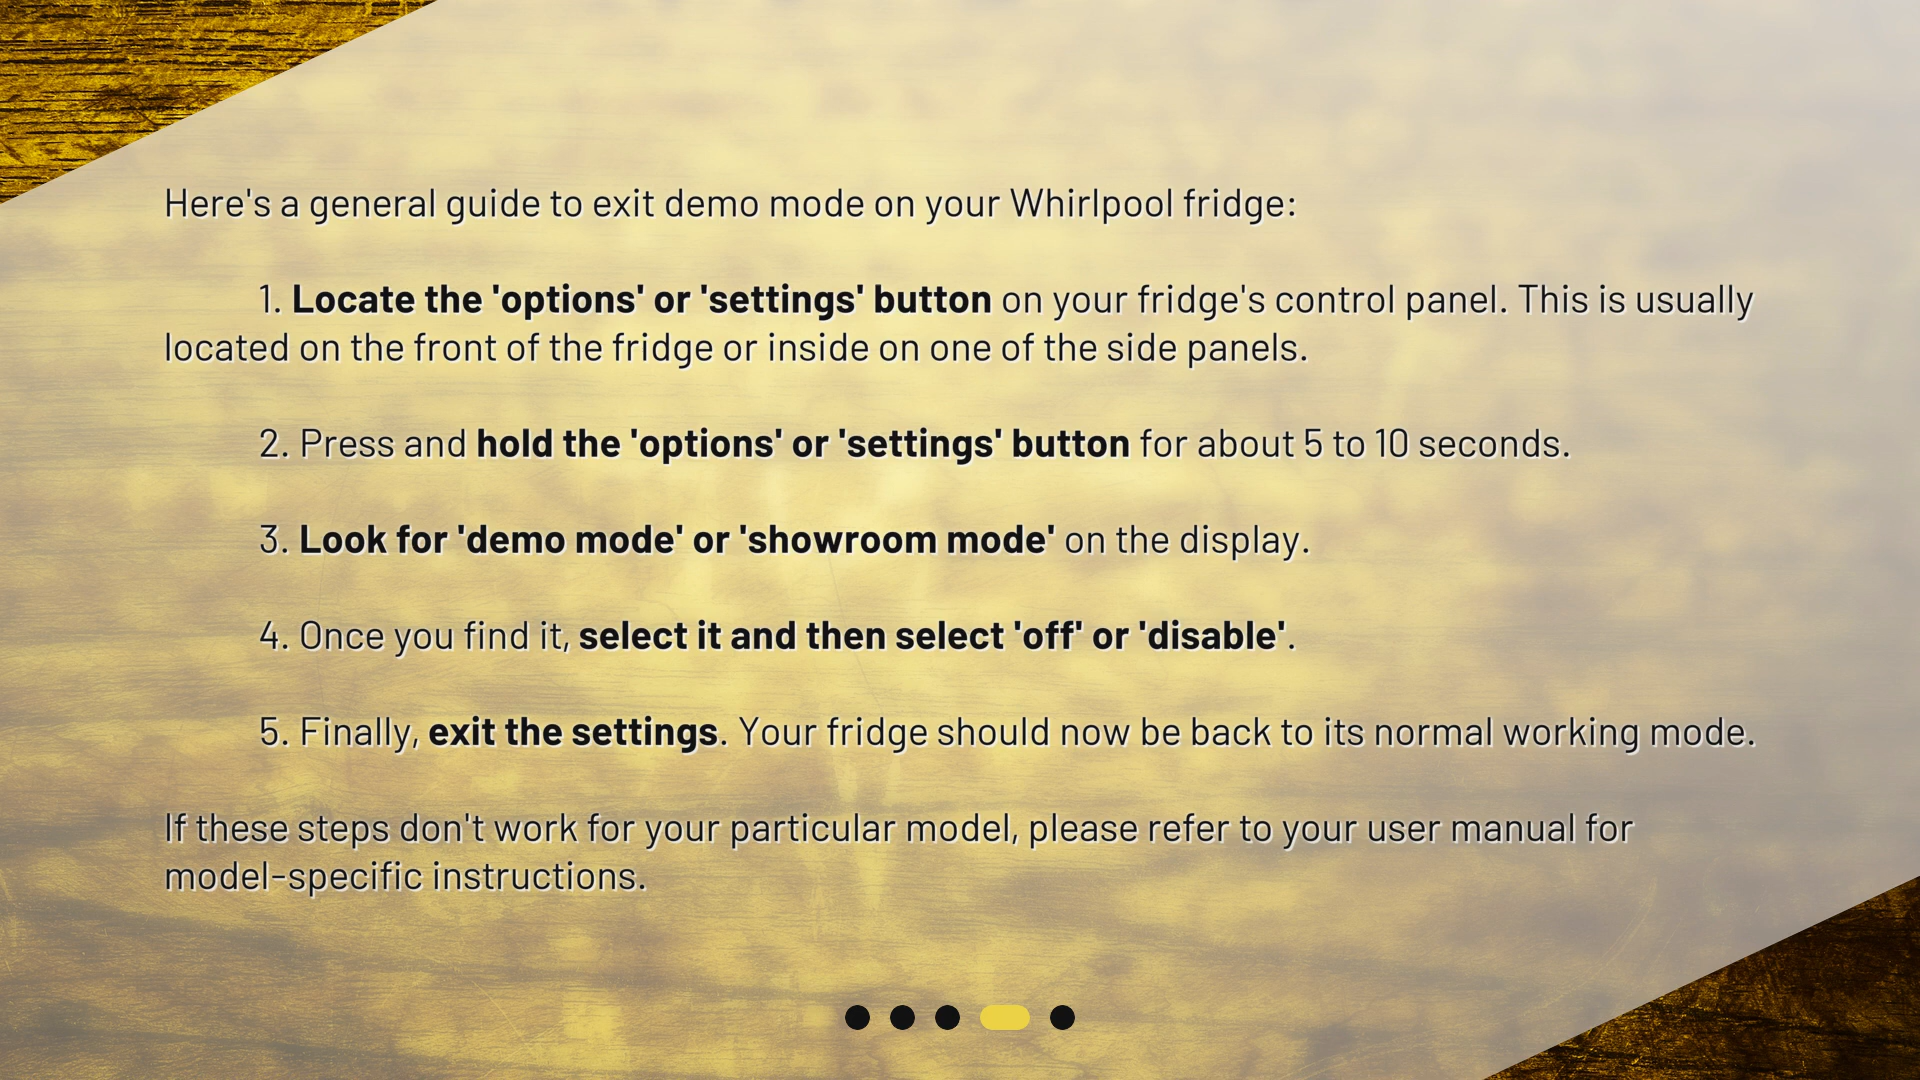 Here's a general guide to exit demo mode on your Whirlpool fridge:
1. Locate the 'options' or 'settings' button on your fridge's control panel. This is usually
located on the front of the fridge or inside on one of the side panels.
2. Press and hold the 'options' or 'settings' button for about 5 to 10 seconds.
3. Look for 'demo mode' or 'showroom mode' on the display.
4. Once you find it, select it and then select 'off' or 'disable'.
5. Finally, exit the settings. Your fridge should now be back to its normal working mode.
If these steps don't work for your particular model, please refer to your user manual for
model-specific instructions.